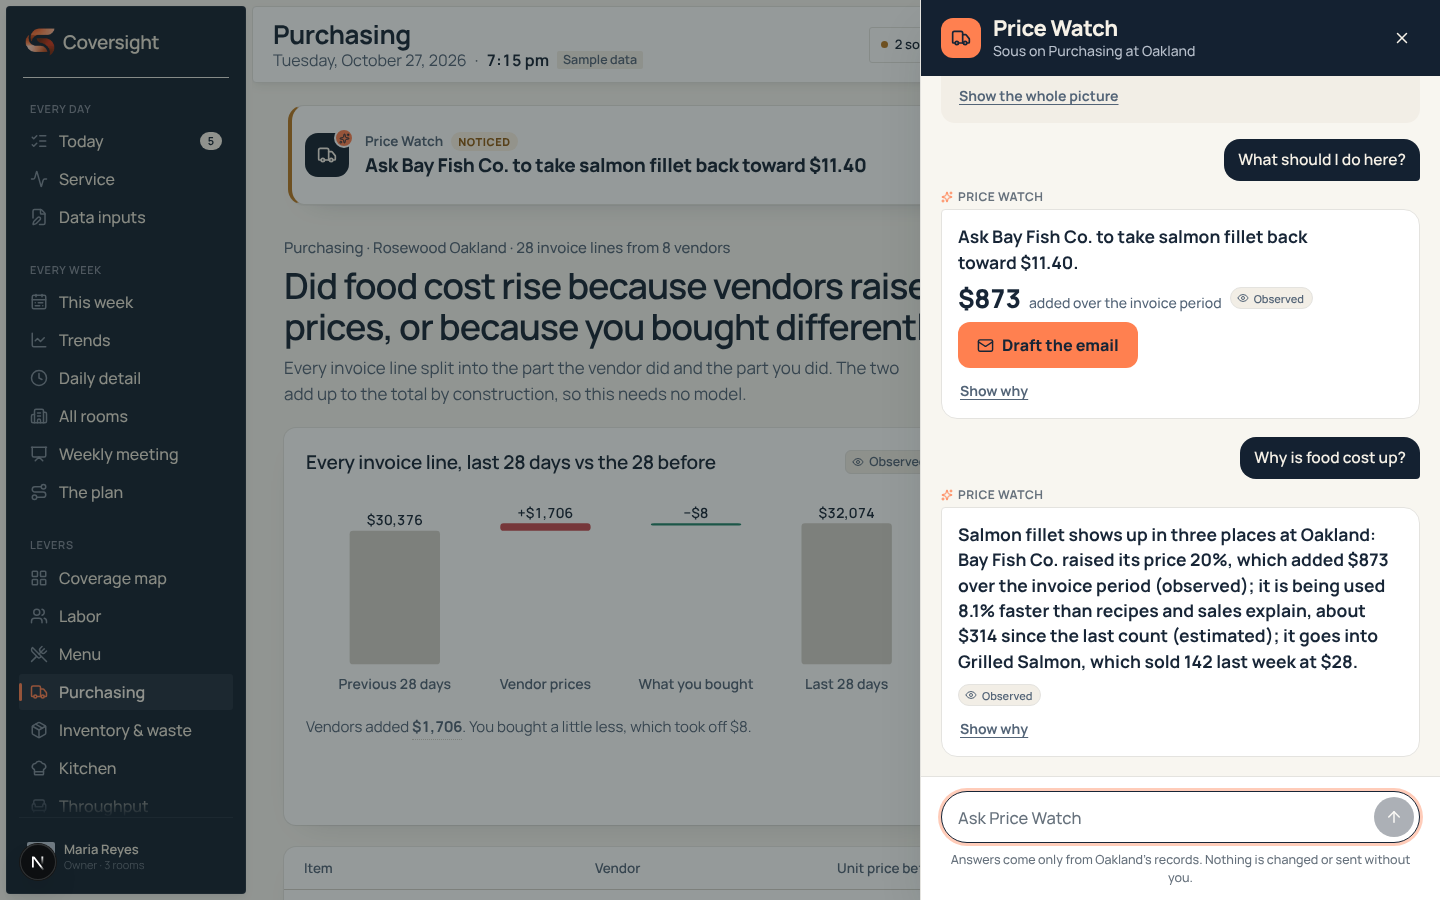 Coversight
EVERY DAY
Today
5
Service
Data inputs
EVERY WEEK
This week
Trends
Daily detail
All rooms
Weekly meeting
The plan
LEVERS
Coverage map
Labor
Menu
Purchasing
Inventory & waste
Kitchen
Throughput
N
Maria Reyes
Owner · 3 rooms
Purchasing
Tuesday, October 27, 2026 · 7:15 pm Sample data
2 so
Price Watch NOTICED
Ask Bay Fish Co. to take salmon fillet back toward $11.40
Purchasing · Rosewood Oakland · 28 invoice lines from 8 vendors
Did food cost rise because vendors raise
prices, or because you bought different
Every invoice line split into the part the vendor did and the part you did. The two
add up to the total by construction, so this needs no model.
Every invoice line, last 28 days vs the 28 before
Observe
$30,376
+$1,706
−$8
$32,074
Previous 28 days
Vendor prices
What you bought
Last 28 days
Vendors added $1,706. You bought a little less, which took off $8.
Item
Vendor
Unit price be
Price Watch
Sous on Purchasing at Oakland
Show the whole picture
What should I do here?
PRICE WATCH
Ask Bay Fish Co. to take salmon fillet back
toward $11.40.
$873 added over the invoice period Observed
Draft the email
Show why
Why is food cost up?
PRICE WATCH
Salmon fillet shows up in three places at Oakland:
Bay Fish Co. raised its price 20%, which added $873
over the invoice period (observed); it is being used
8.1% faster than recipes and sales explain, about
$314 since the last count (estimated); it goes into
Grilled Salmon, which sold 142 last week at $28.
Observed
Show why
Ask Price Watch
Answers come only from Oakland's records. Nothing is changed or sent without
you.